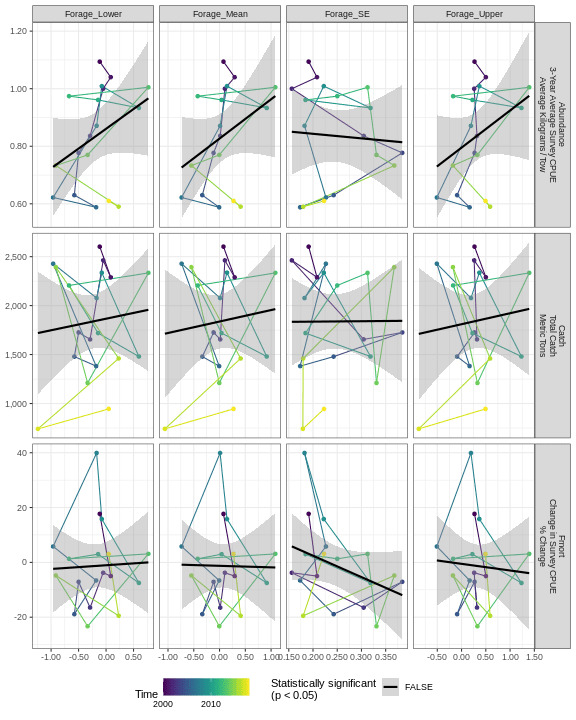 Forage_Lower
Forage_Mean
Forage_SE
Forage_Upper
1.20
1.00
0.80
0.60
Abundance
3-Year Average Survey CPUE
Average Kilograms / Tow
2,500
2,000
1,500
1,000
Catch
Total Catch
Metric Tons
40
20
0
-20
Fmort
Change in Survey CPUE
% Change
-1.00 -0.50 0.00 0.50
-1.00 -0.50 0.00 0.50 1.00
0.150 0.200 0.250 0.300 0.350
-0.50 0.00 0.50 1.00 1.50
Time
2000 2010
Statistically significant
(p < 0.05)
FALSE